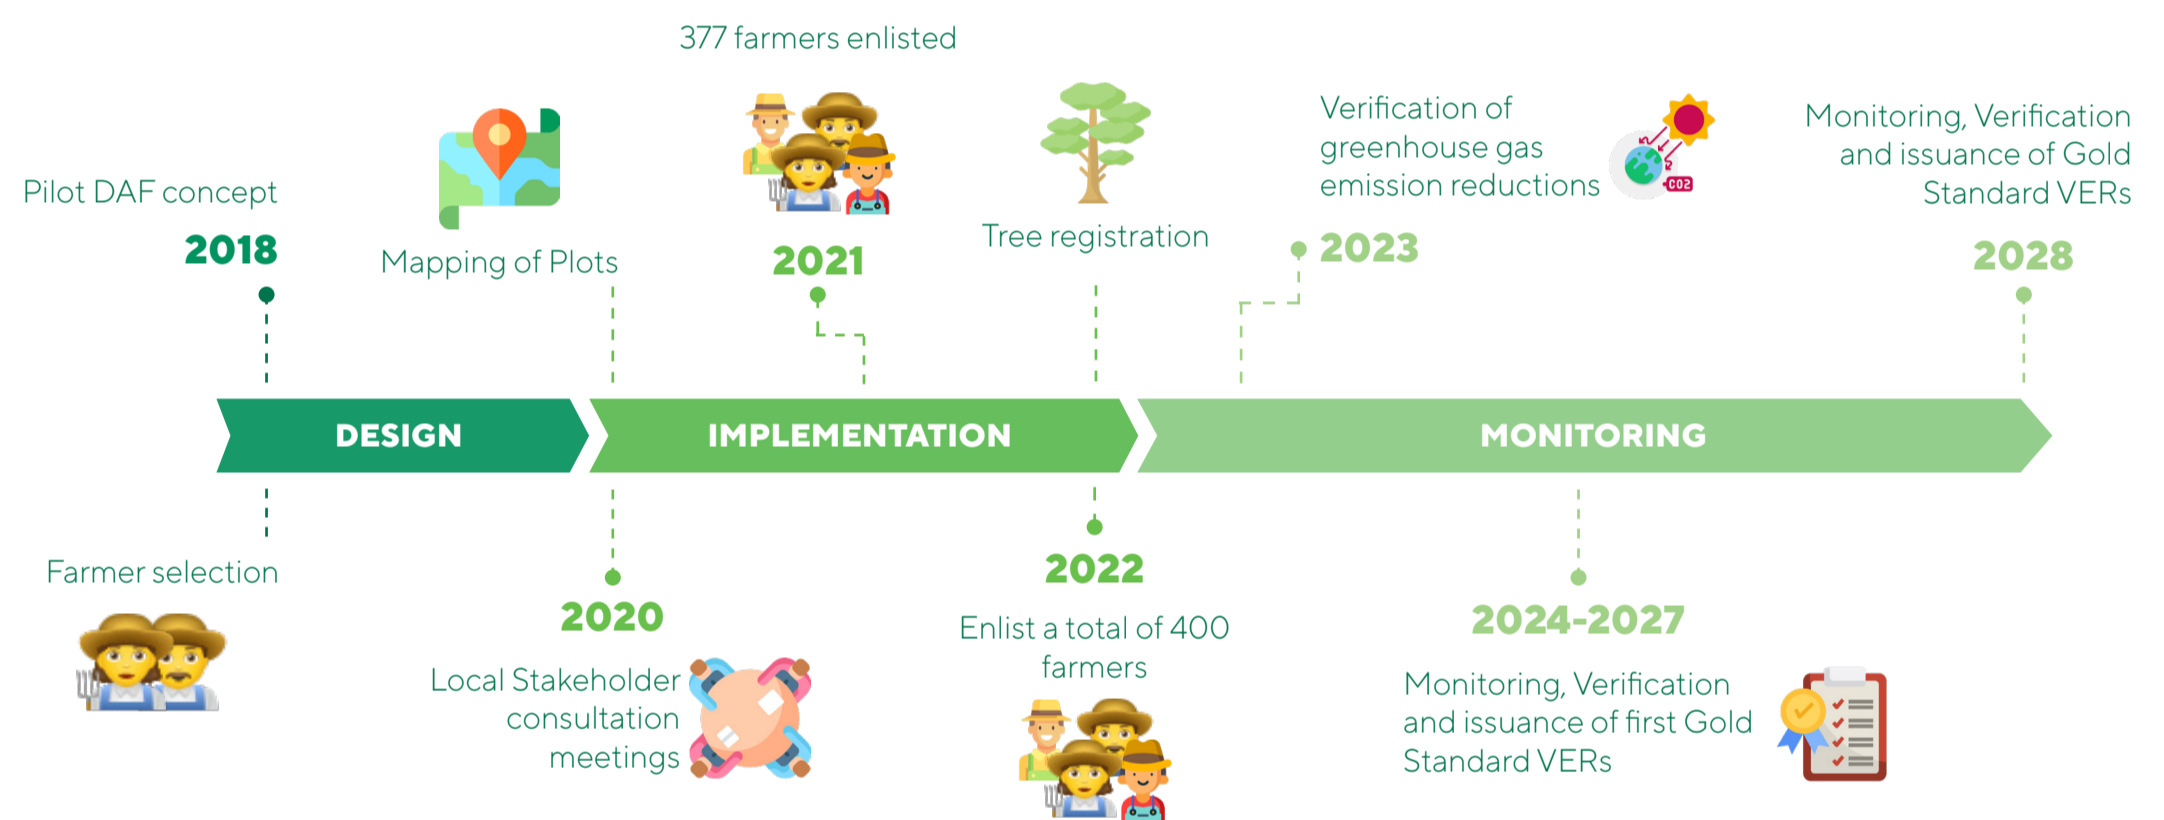 Pilot DAF concept
2018
Mapping of Plots
377 farmers enlisted
2021
Tree registration
Verification of
greenhouse gas
emission reductions
CO2
2023
Monitoring, Verification
and issuance of Gold
Standard VERs
2028
DESIGN
IMPLEMENTATION
MONITORING
Farmer selection
2020
Local Stakeholder
consultation
meetings
2022
Enlist a total of 400
farmers
2024-2027
Monitoring, Verification
and issuance of first Gold
Standard VERs